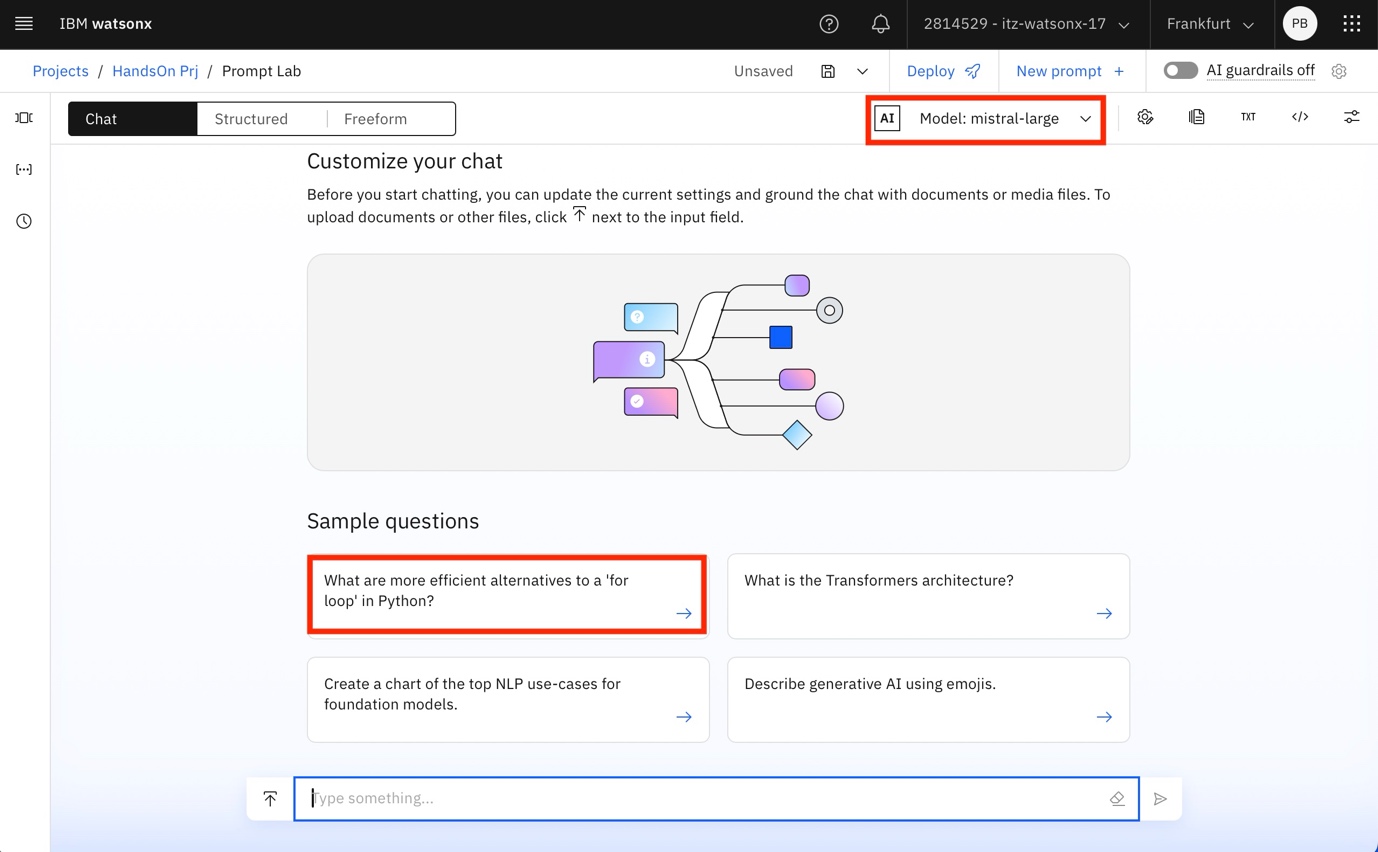 IBM watsonx
2814529 - itz-watsonx-17
Frankfurt
PB
Projects / HandsOn Prj / Prompt Lab
Unsaved
Deploy
New prompt +
AI guardrails off
Chat
Structured
Freeform
AI
Model: mistral-large
TXT
Customize your chat
Before you start chatting, you can update the current settings and ground the chat with documents or media files. To
upload documents or other files, click next to the input field.
Sample questions
What are more efficient alternatives to a 'for
loop' in Python?
What is the Transformers architecture?
Create a chart of the top NLP use-cases for
foundation models.
Describe generative AI using emojis.
Type something...